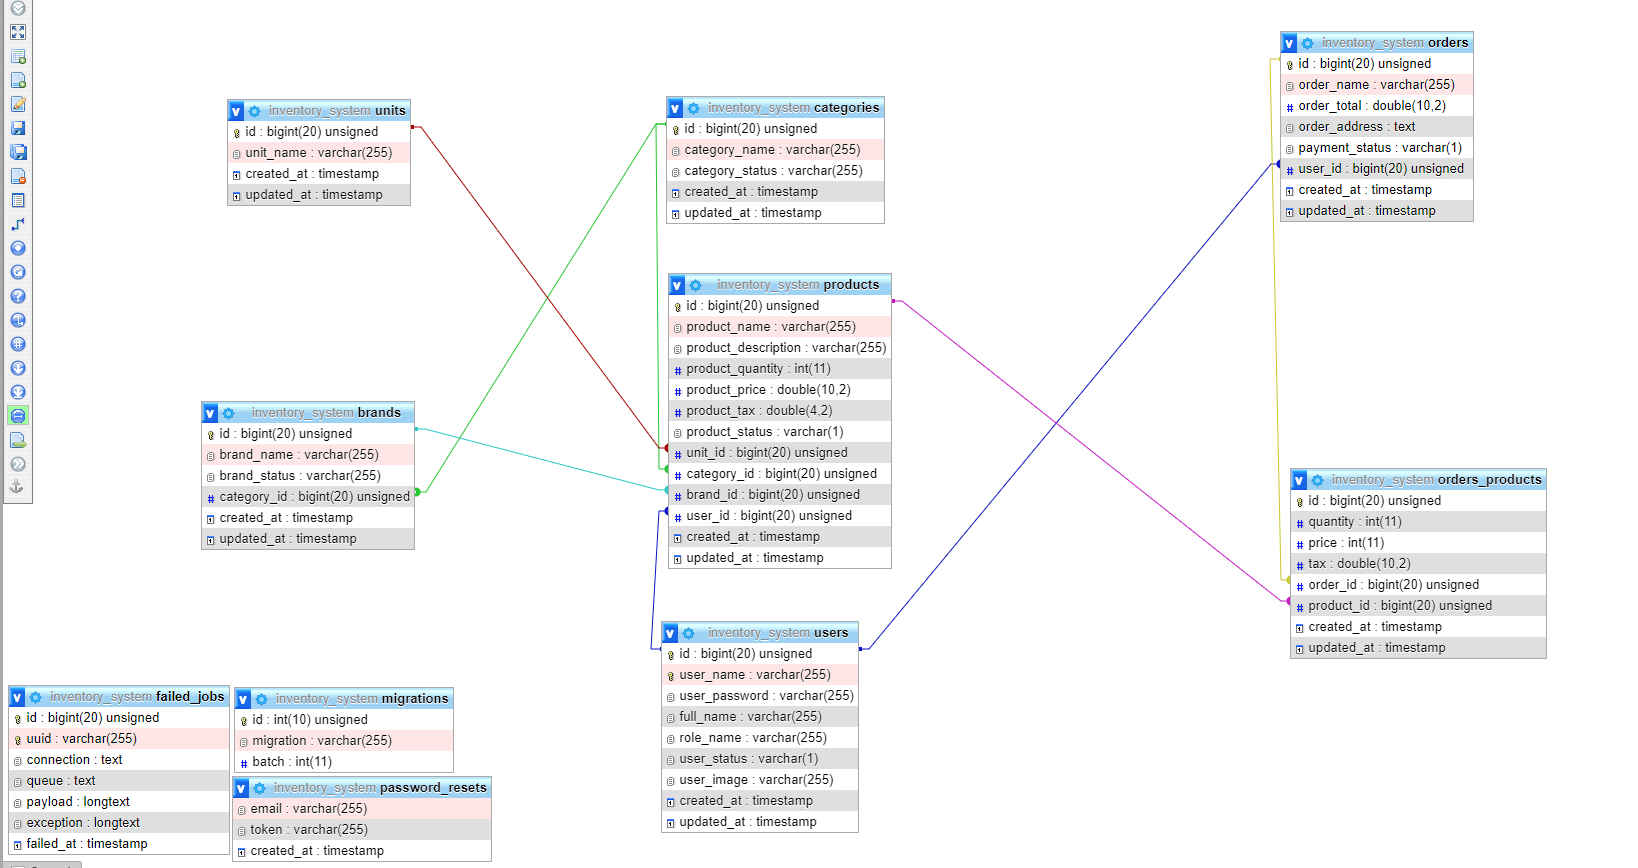 inventory_system units
id : bigint(20) unsigned
unit_name : varchar(255)
created_at : timestamp
updated_at : timestamp
inventory_system categories
id : bigint(20) unsigned
category_name : varchar(255)
category_status : varchar(255)
created_at : timestamp
updated_at : timestamp
inventory_system orders
id : bigint(20) unsigned
order_name : varchar(255)
order_total : double(10,2)
order_address : text
payment_status : varchar(1)
user_id : bigint(20) unsigned
created_at : timestamp
updated_at : timestamp
inventory_system products
id : bigint(20) unsigned
product_name : varchar(255)
product_description : varchar(255)
product_quantity : int(11)
product_price : double(10,2)
product_tax : double(4,2)
product_status : varchar(1)
unit_id : bigint(20) unsigned
category_id : bigint(20) unsigned
brand_id : bigint(20) unsigned
user_id : bigint(20) unsigned
created_at : timestamp
updated_at : timestamp
inventory_system brands
id : bigint(20) unsigned
brand_name : varchar(255)
brand_status : varchar(255)
category_id : bigint(20) unsigned
created_at : timestamp
updated_at : timestamp
inventory_system orders_products
id : bigint(20) unsigned
quantity : int(11)
price : int(11)
tax : double(10,2)
order_id : bigint(20) unsigned
product_id : bigint(20) unsigned
created_at : timestamp
updated_at : timestamp
inventory_system users
id : bigint(20) unsigned
user_name : varchar(255)
user_password : varchar(255)
full_name : varchar(255)
role_name : varchar(255)
user_status : varchar(1)
user_image : varchar(255)
created_at : timestamp
updated_at : timestamp
inventory_system failed_jobs
id : bigint(20) unsigned
uuid : varchar(255)
connection : text
queue : text
payload : longtext
exception : longtext
failed_at : timestamp
inventory_system migrations
id : int(10) unsigned
migration : varchar(255)
batch : int(11)
inventory_system password_resets
email : varchar(255)
token : varchar(255)
created_at : timestamp